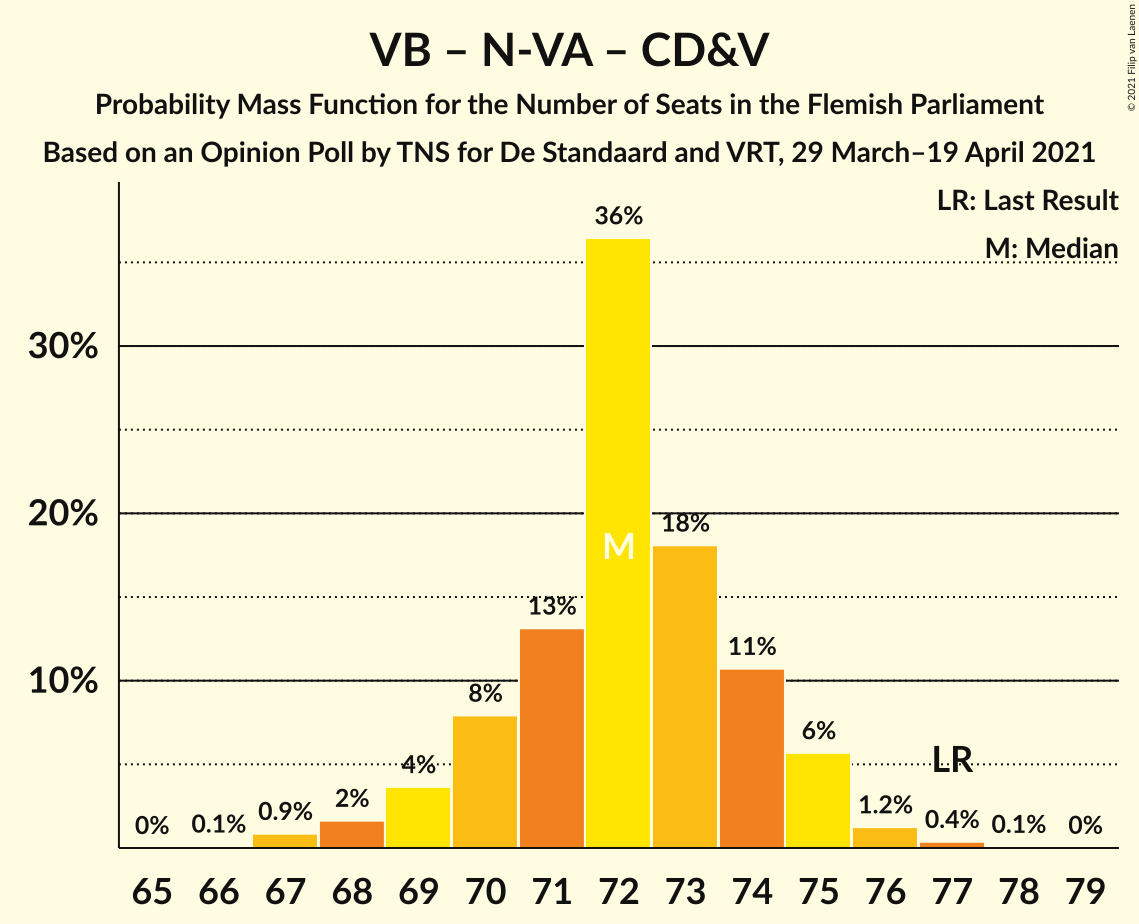 VB – N-VA – CD&V
Probability Mass Function for the Number of Seats in the Flemish Parliament
Based on an Opinion Poll by TNS for De Standaard and VRT, 29 March–19 April 2021
© 2021 Filip van Laenen
LR: Last Result
M: Median
30%
20%
10%
0%
0.1%
0.9%
2%
4%
8%
13%
36%
M
18%
11%
6%
1.2%
LR
0.4%
0.1%
0%
65 66 67 68 69 70 71 72 73 74 75 76 77 78 79